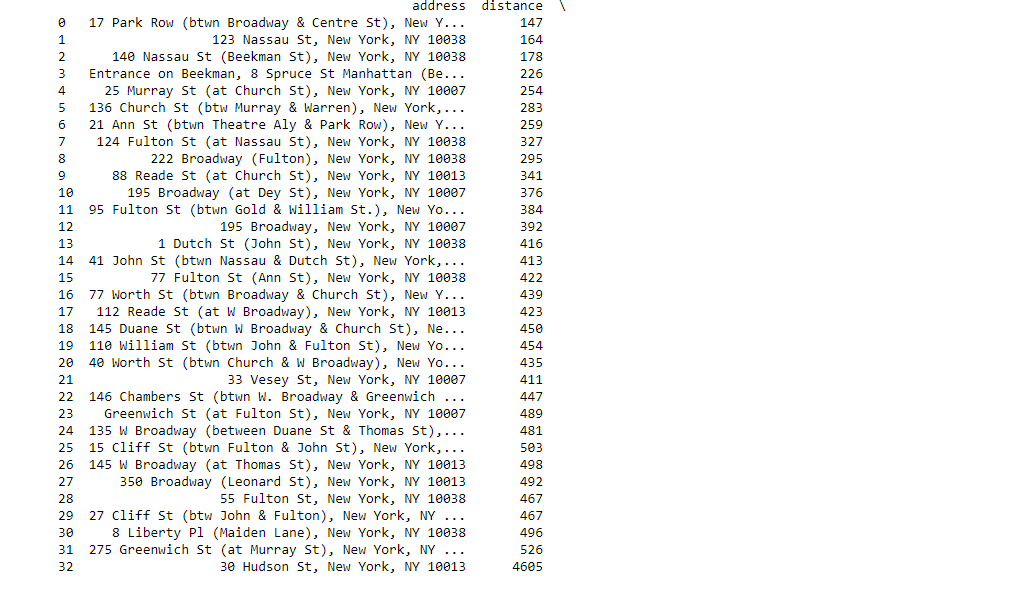 address distance \
0 17 Park Row (btwn Broadway & Centre St), New Y... 147
1 123 Nassau St, New York, NY 10038 164
2 140 Nassau St (Beekman St), New York, NY 10038 178
3 Entrance on Beekman, 8 Spruce St Manhattan (Be... 226
4 25 Murray St (at Church St), New York, NY 10007 254
5 136 Church St (btw Murray & Warren), New York,... 283
6 21 Ann St (btwn Theatre Aly & Park Row), New Y... 259
7 124 Fulton St (at Nassau St), New York, NY 10038 327
8 222 Broadway (Fulton), New York, NY 10038 295
9 88 Reade St (at Church St), New York, NY 10013 341
10 195 Broadway (at Dey St), New York, NY 10007 376
11 95 Fulton St (btwn Gold & William St.), New Yo... 384
12 195 Broadway, New York, NY 10007 392
13 1 Dutch St (John St), New York, NY 10038 416
14 41 John St (btwn Nassau & Dutch St), New York,... 413
15 77 Fulton St (Ann St), New York, NY 10038 422
16 77 Worth St (btwn Broadway & Church St), New Y... 439
17 112 Reade St (at W Broadway), New York, NY 10013 423
18 145 Duane St (btwn W Broadway & Church St), Ne... 450
19 110 William St (btwn John & Fulton St), New Yo... 454
20 40 Worth St (btwn Church & W Broadway), New Yo... 435
21 33 Vesey St, New York, NY 10007 411
22 146 Chambers St (btwn W. Broadway & Greenwich ... 447
23 Greenwich St (at Fulton St), New York, NY 10007 489
24 135 W Broadway (between Duane St & Thomas St),... 481
25 15 Cliff St (btwn Fulton & John St), New York,... 503
26 145 W Broadway (at Thomas St), New York, NY 10013 498
27 350 Broadway (Leonard St), New York, NY 10013 492
28 55 Fulton St, New York, NY 10038 467
29 27 Cliff St (btw John & Fulton), New York, NY ... 467
30 8 Liberty Pl (Maiden Lane), New York, NY 10038 496
31 275 Greenwich St (at Murray St), New York, NY ... 526
32 30 Hudson St, New York, NY 10013 4605